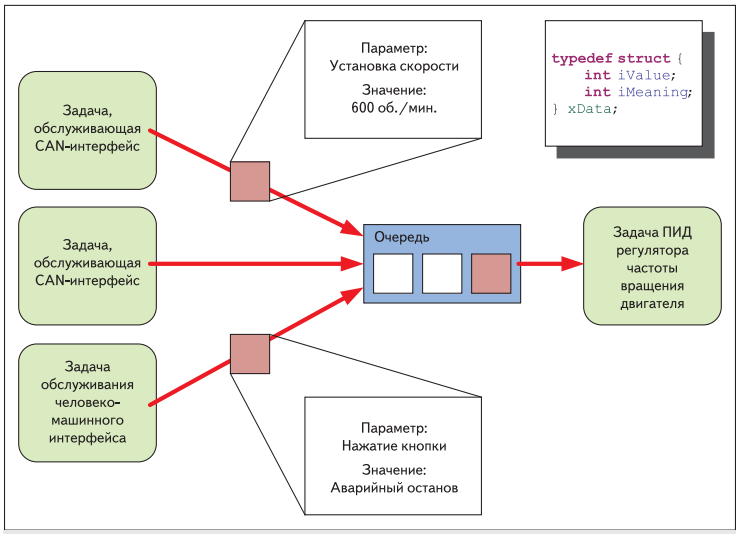 Параметр:
Установка скорости
Значение:
600 об./мин.
typedef struct {
int iValue;
int iMeaning;
} xData;
Задача,
обслуживающая
CAN-интерфейс
Задача,
обслуживающая
CAN-интерфейс
Очередь
Задача ПИД
регулятора
частоты
вращения
двигателя
Задача
обслуживания
человеко-
машинного
интерфейса
Параметр:
Нажатие кнопки
Значение:
Аварийный останов